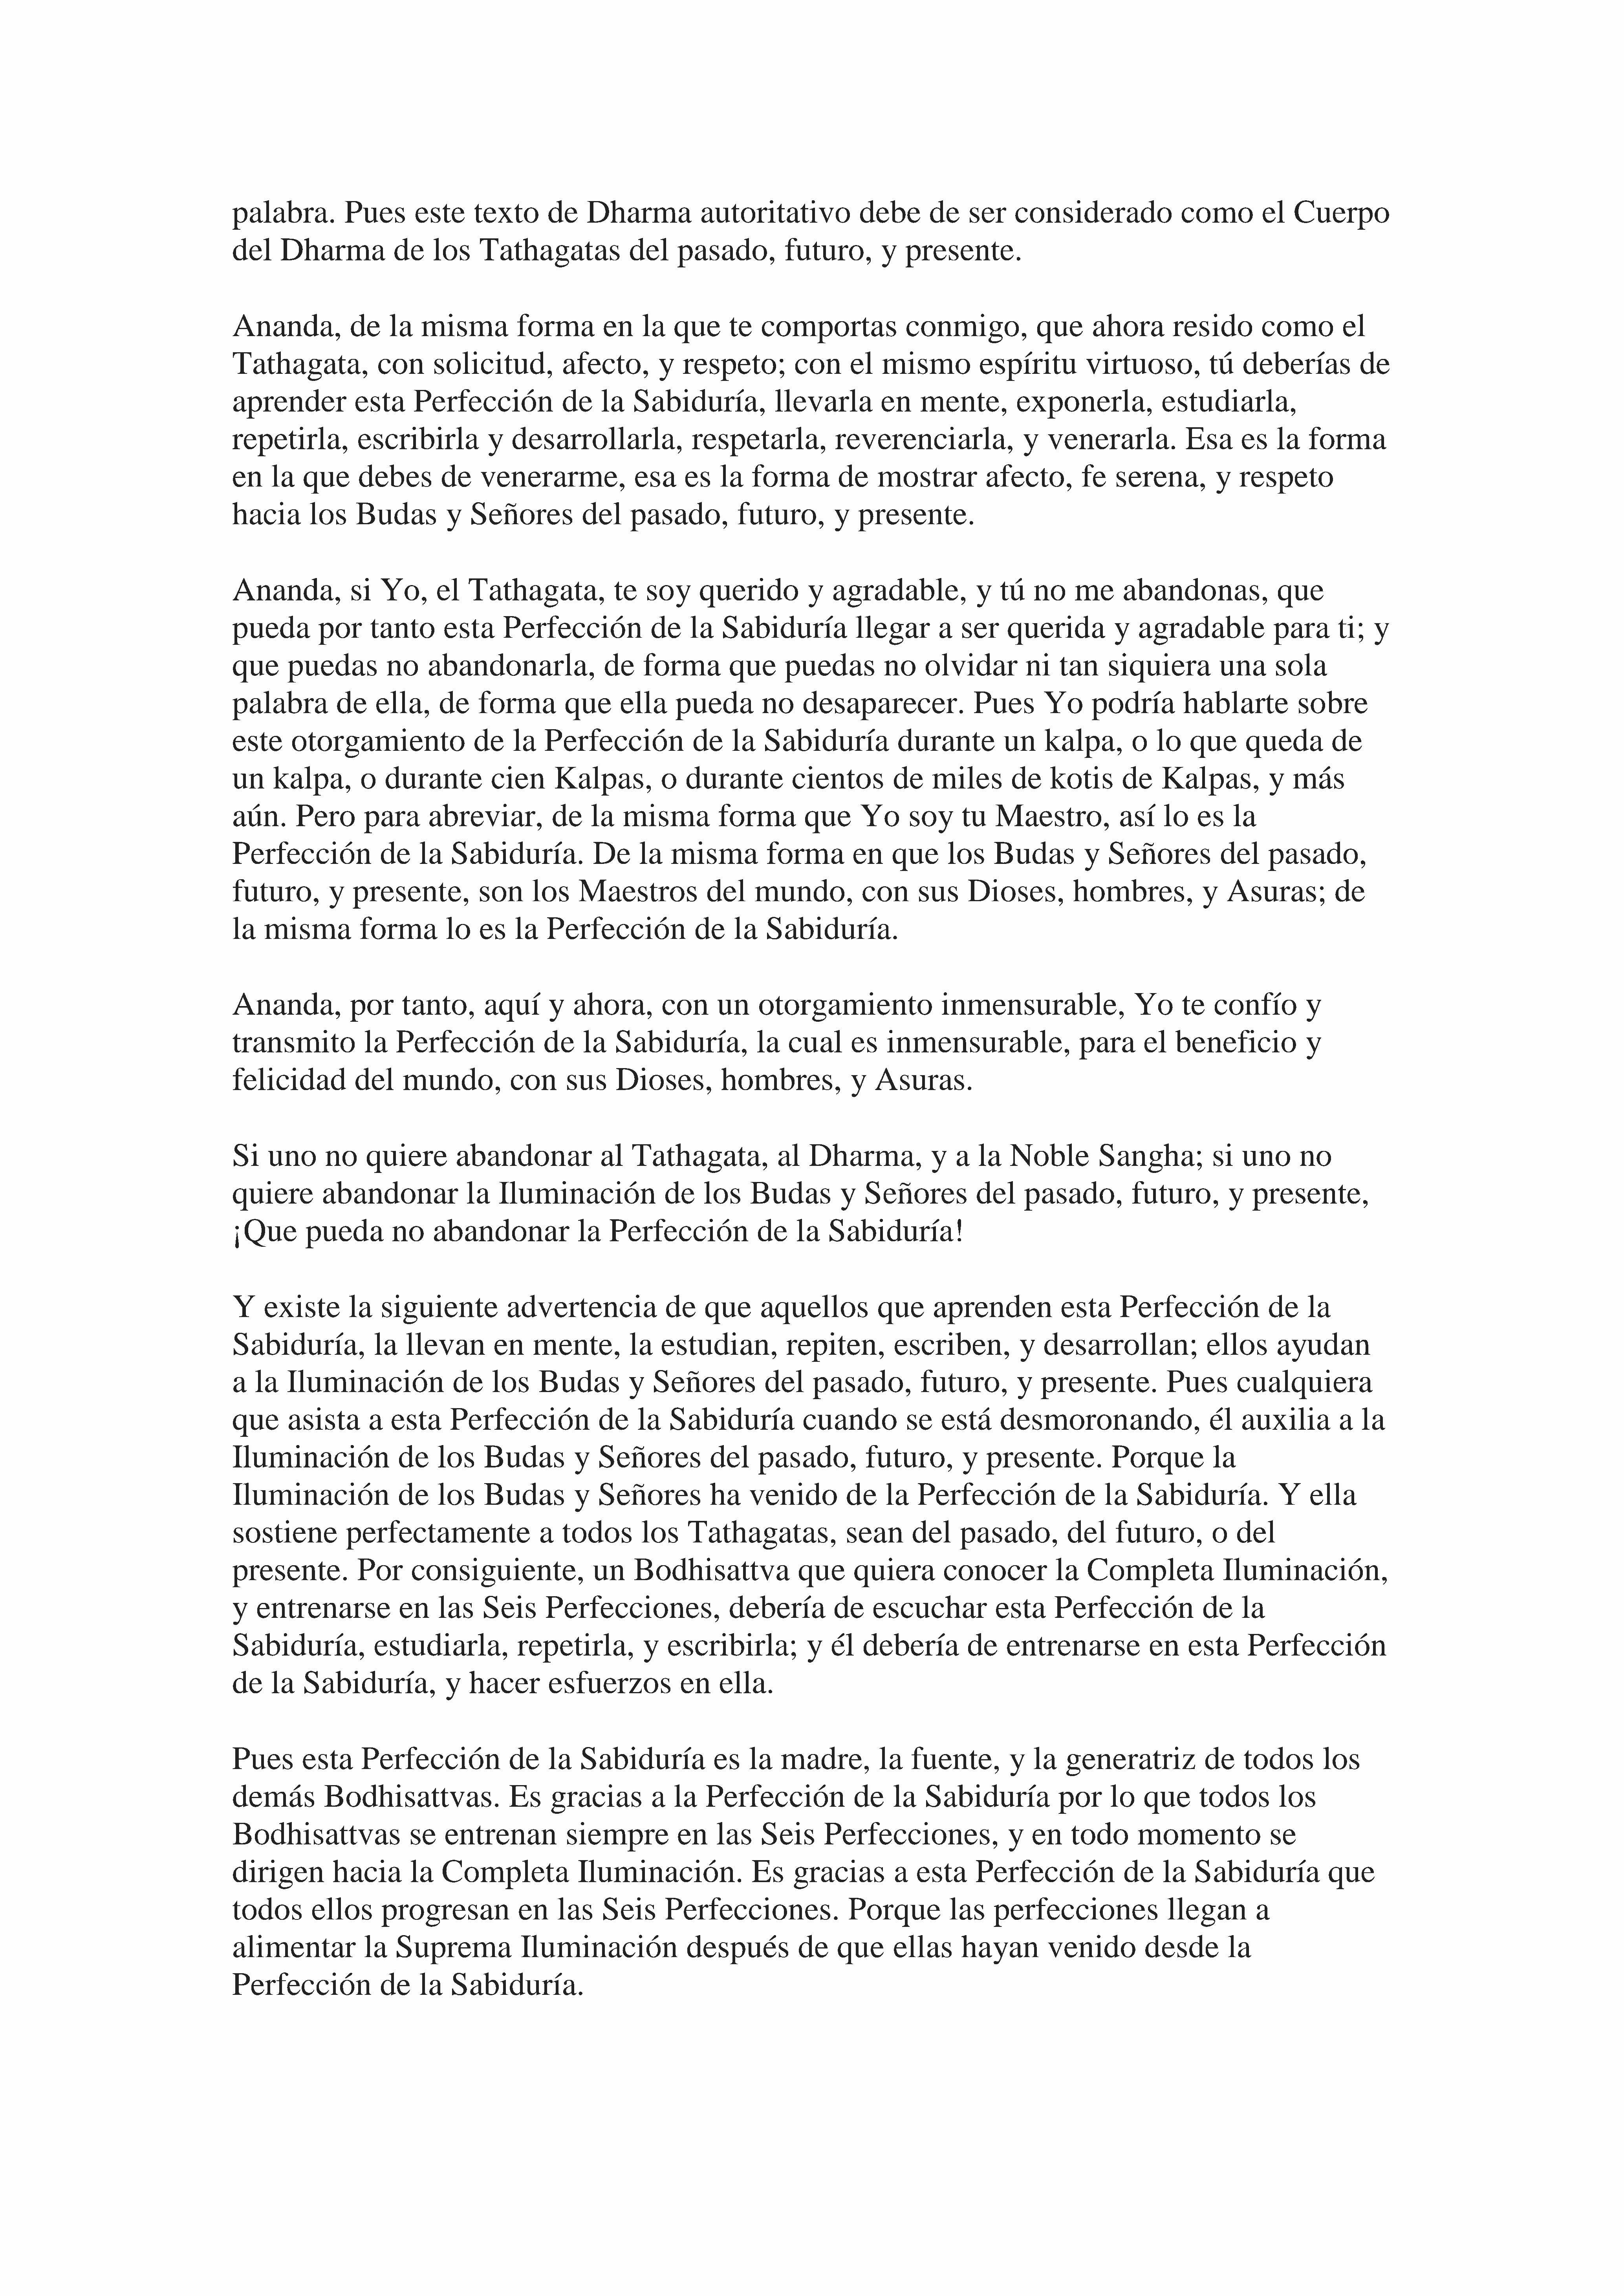 palabra. Pues este texto de Dharma autoritativo debe de ser considerado como el Cuerpo
del Dharma de los Tathagatas del pasado, futuro, y presente.
Ananda, de la misma forma en la que te comportas conmigo, que ahora resido como el
Tathagata, con solicitud, afecto, y respeto; con el mismo espíritu virtuoso, tú deberías de
aprender esta Perfección de la Sabiduría, llevarla en mente, exponerla, estudiarla,
repetirla, escribirla y desarrollarla, respetarla, reverenciarla, y venerarla. Esa es la forma
en la que debes de venerarme, esa es la forma de mostrar afecto, fe serena, y respeto
hacia los Budas y Señores del pasado, futuro, y presente.
Ananda, si Yo, el Tathagata, te soy querido y agradable, y tú no me abandonas, que
pueda por tanto esta Perfección de la Sabiduría llegar a ser querida y agradable para ti; y
que puedas no abandonarla, de forma que puedas no olvidar ni tan siquiera una sola
palabra de ella, de forma que ella pueda no desaparecer. Pues Yo podría hablarte sobre
este otorgamiento de la Perfección de la Sabiduría durante un kalpa, o lo que queda de
un kalpa, o durante cien Kalpas, o durante cientos de miles de kotis de Kalpas, y más
aún. Pero para abreviar, de la misma forma que Yo soy tu Maestro, así lo es la
Perfección de la Sabiduría. De la misma forma en que los Budas y Señores del pasado,
futuro, y presente, son los Maestros del mundo, con sus Dioses, hombres, y Asuras; de
la misma forma lo es la Perfección de la Sabiduría.
Ananda, por tanto, aquí y ahora, con un otorgamiento inmensurable, Yo te confío y
transmito la Perfección de la Sabiduría, la cual es inmensurable, para el beneficio y
felicidad del mundo, con sus Dioses, hombres, y Asuras.
Si uno no quiere abandonar al Tathagata, al Dharma, y a la Noble Sangha; si uno no
quiere abandonar la Iluminación de los Budas y Señores del pasado, futuro, y presente,
¡Que pueda no abandonar la Perfección de la Sabiduría!
Y existe la siguiente advertencia de que aquellos que aprenden esta Perfección de la
Sabiduría, la llevan en mente, la estudian, repiten, escriben, y desarrollan; ellos ayudan
a la Iluminación de los Budas y Señores del pasado, futuro, y presente. Pues cualquiera
que asista a esta Perfección de la Sabiduría cuando se está desmoronando, él auxilia a la
Iluminación de los Budas y Señores del pasado, futuro, y presente. Porque la
Iluminación de los Budas y Señores ha venido de la Perfección de la Sabiduría. Y ella
sostiene perfectamente a todos los Tathagatas, sean del pasado, del futuro, o del
presente. Por consiguiente, un Bodhisattva que quiera conocer la Completa Iluminación,
y entrenarse en las Seis Perfecciones, debería de escuchar esta Perfección de la
Sabiduría, estudiarla, repetirla, y escribirla; y él debería de entrenarse en esta Perfección
de la Sabiduría, y hacer esfuerzos en ella.
Pues esta Perfección de la Sabiduría es la madre, la fuente, y la generatriz de todos los
demás Bodhisattvas. Es gracias a la Perfección de la Sabiduría por lo que todos los
Bodhisattvas se entrenan siempre en las Seis Perfecciones, y en todo momento se
dirigen hacia la Completa Iluminación. Es gracias a esta Perfección de la Sabiduría que
todos ellos progresan en las Seis Perfecciones. Porque las perfecciones llegan a
alimentar la Suprema Iluminación después de que ellas hayan venido desde la
Perfección de la Sabiduría.